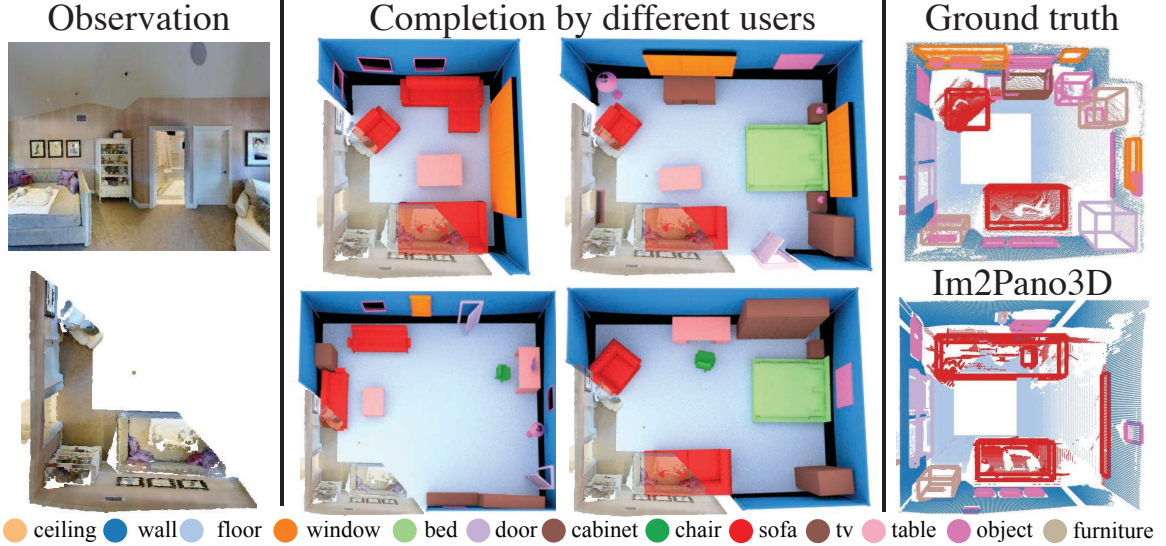 Observation
Completion by different users
Ground truth
Im2Pano3D
ceiling wall floor window bed door cabinet chair sofa tv table object furniture